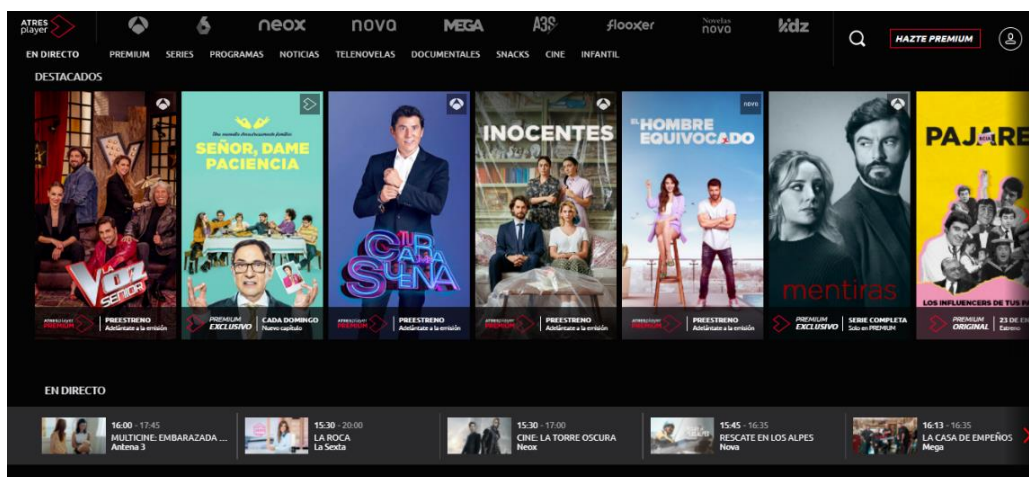 ATRES
player
6
neox
nova
MEGA
A3S
flooxer
Novelas
nova
kidz
HAZTE PREMIUM
EN DIRECTO
PREMIUM
SERIES
PROGRAMAS
NOTICIAS
TELENOVELAS
DOCUMENTALES
SNACKS
CINE
INFANTIL
DESTACADOS
LA
VOZ
SENIOR
PREESTRENO
Adelántate a la emisión
SEÑOR, DAME
PACIENCIA
PREMIUM
EXCLUSIVO
CADA DOMINGO
Nuevo capítulo
TU
CARA
ME
SUENA
PREESTRENO
Adelántate a la emisión
INOCENTES
PREESTRENO
Adelántate a la emisión
nova
EL HOMBRE
EQUIVOCADO
PREESTRENO
Adelántate a la emisión
mentiras
PREMIUM
EXCLUSIVO
SERIE COMPLETA
Solo en PREMIUM
PAJARE
LOS INFLUENCERS DE TUS
PREMIUM
ORIGINAL
23 DE
Estreno
EN DIRECTO
16:00 - 17:45
MULTICINE: EMBARAZADA ...
Antena 3
15:30 - 20:00
LA ROCA
La Sexta
15:30 - 17:00
CINE: LA TORRE OSCURA
Neox
15:45 - 16:35
RESCATE EN LOS ALPES
Nova
16:13 - 16:35
LA CASA DE EMPEÑOS
Mega